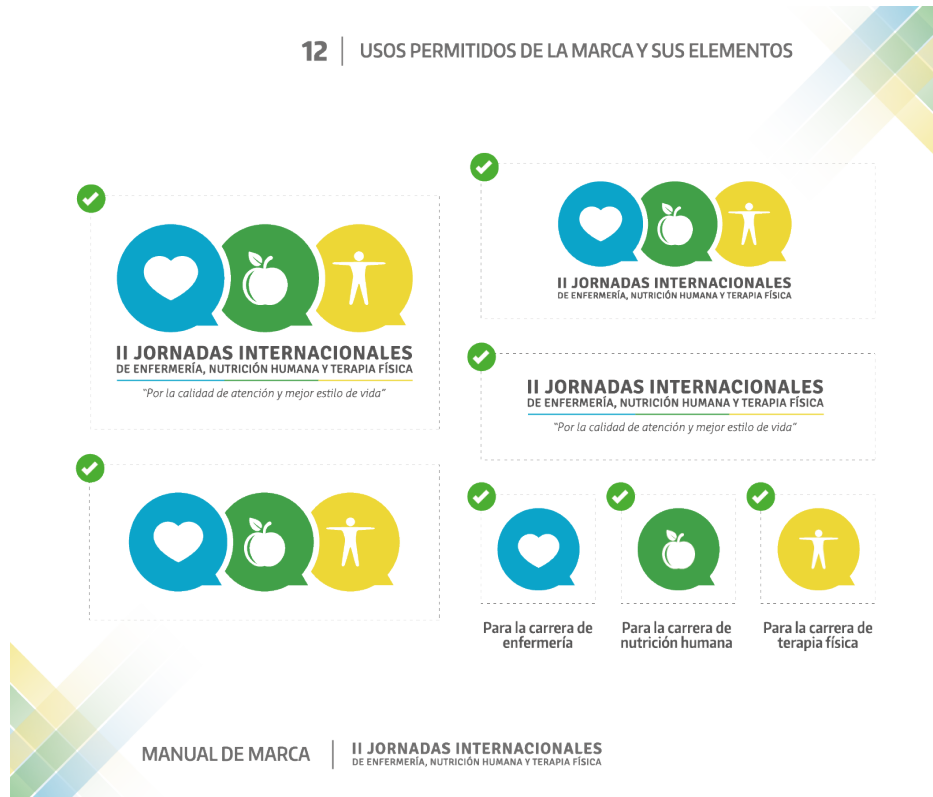 12 | USOS PERMITIDOS DE LA MARCA Y SUS ELEMENTOS
II JORNADAS INTERNACIONALES
DE ENFERMERÍA, NUTRICIÓN HUMANA Y TERAPIA FÍSICA
"Por la calidad de atención y mejor estilo de vida"
II JORNADAS INTERNACIONALES
DE ENFERMERÍA, NUTRICIÓN HUMANA Y TERAPIA FÍSICA
II JORNADAS INTERNACIONALES
DE ENFERMERÍA, NUTRICIÓN HUMANA Y TERAPIA FÍSICA
"Por la calidad de atención y mejor estilo de vida"
Para la carrera de
enfermería
Para la carrera de
nutrición humana
Para la carrera de
terapia física
MANUAL DE MARCA
II JORNADAS INTERNACIONALES
DE ENFERMERÍA, NUTRICIÓN HUMANA Y TERAPIA FÍSICA